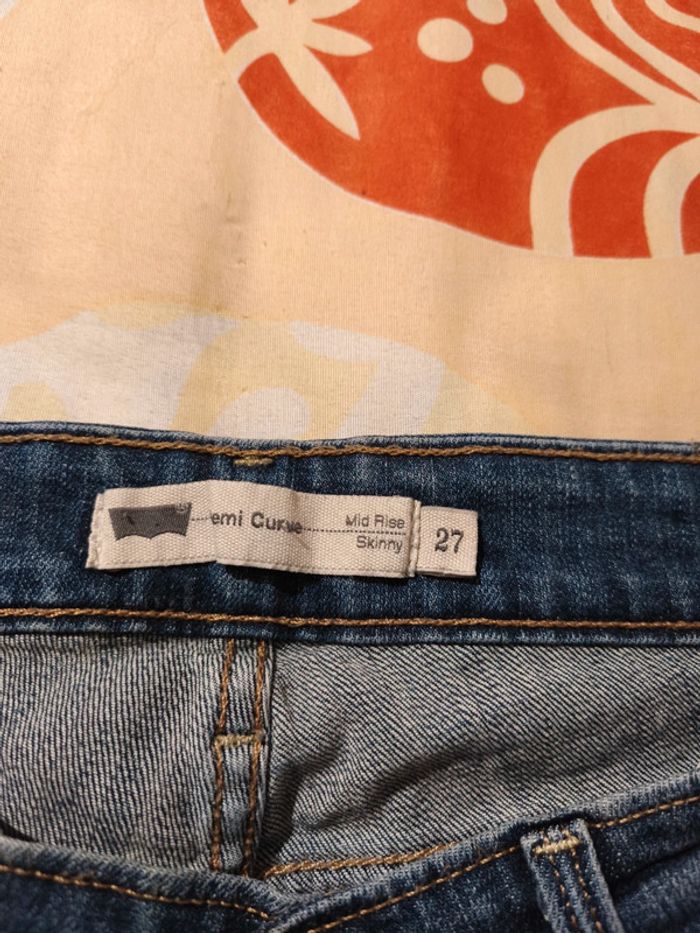 emi Curve
Mid Rise
Skinny
27